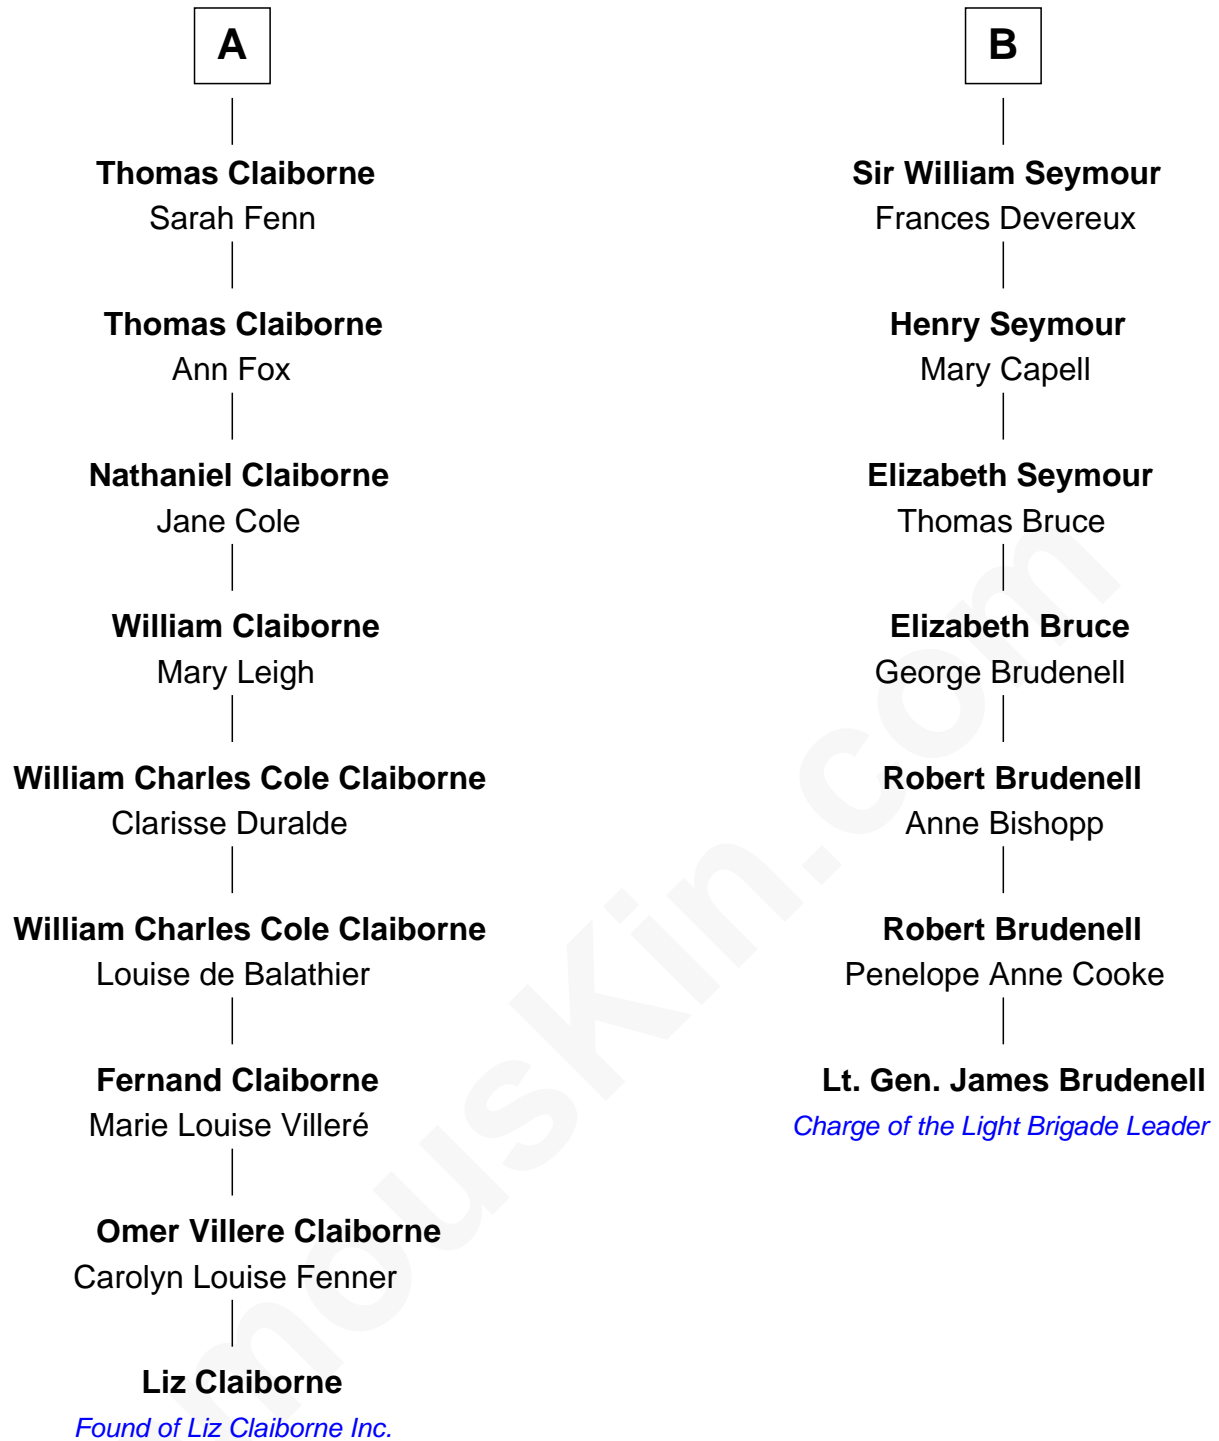 A
Thomas Claiborne
Sarah Fenn
Thomas Claiborne
Ann Fox
Nathaniel Claiborne
Jane Cole
William Claiborne
Mary Leigh
William Charles Cole Claiborne
Clarisse Duralde
William Charles Cole Claiborne
Louise de Balathier
Fernand Claiborne
Marie Louise Villeré
Omer Villere Claiborne
Carolyn Louise Fenner
Liz Claiborne
Found of Liz Claiborne Inc.
B
Sir William Seymour
Frances Devereux
Henry Seymour
Mary Capell
Elizabeth Seymour
Thomas Bruce
Elizabeth Bruce
George Brudenell
Robert Brudenell
Anne Bishopp
Robert Brudenell
Penelope Anne Cooke
Lt. Gen. James Brudenell
Charge of the Light Brigade Leader
mousKin.com